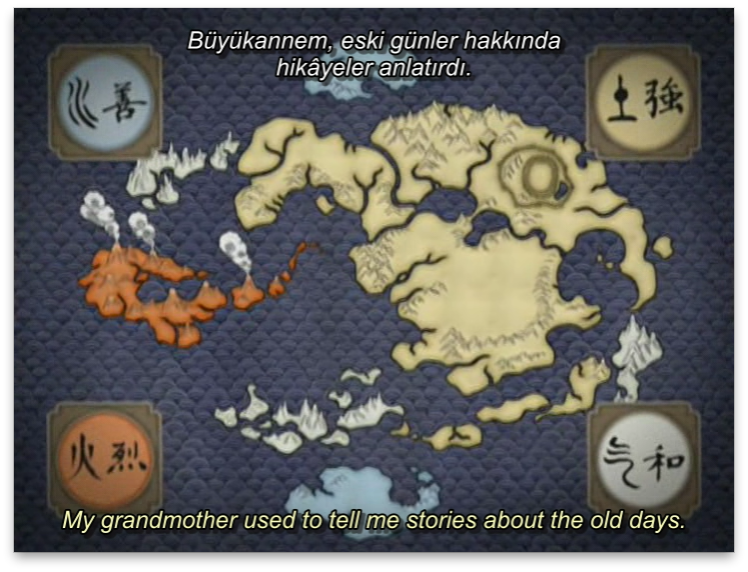 Büyükannem, eski günler hakkında
hikâyeler anlatırdı.
水善
土強
火烈
气和
My grandmother used to tell me stories about the old days.